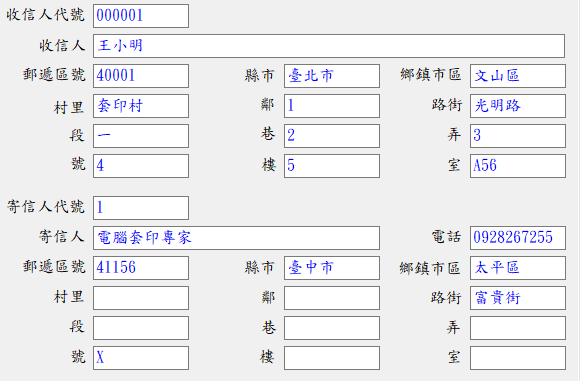 收信人代號 000001
收信人 王小明
郵遞區號 40001 縣市 臺北市 鄉鎮市區 文山區
村里 套印村 鄰 1 路街 光明路
段 一 巷 2 弄 3
號 4 樓 5 室 A56
寄信人代號 1
寄信人 電腦套印專家 電話 0928267255
郵遞區號 41156 縣市 臺中市 鄉鎮市區 太平區
村里 鄰 路街 富貴街
段 巷 弄
號 X 樓 室